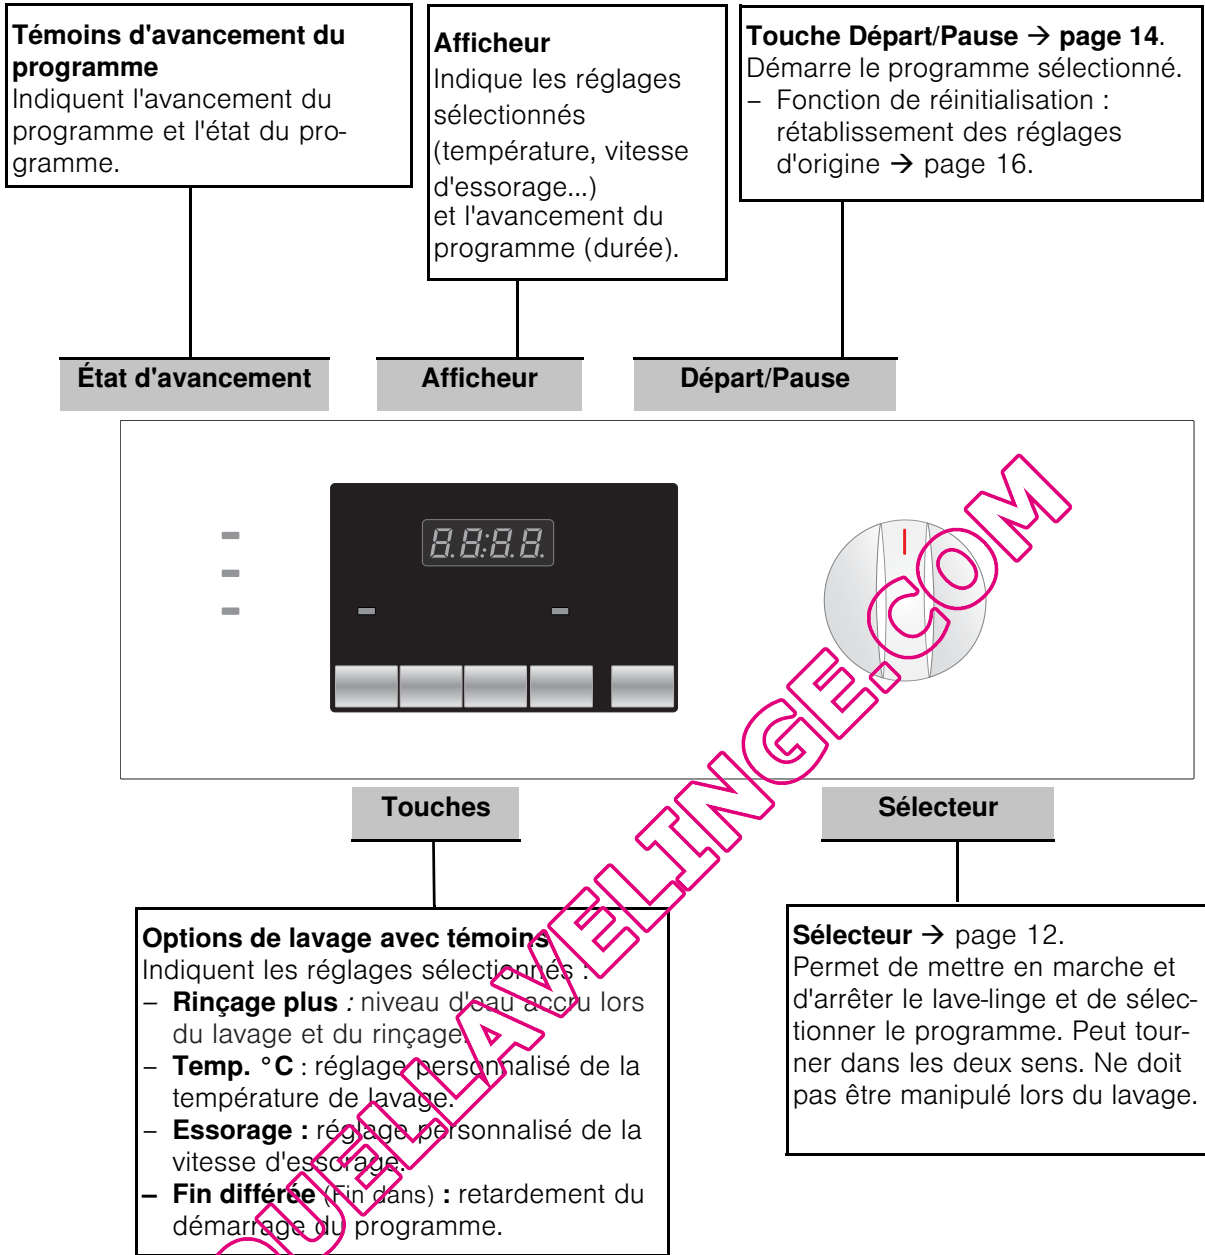 Témoins d'avancement du
programme
Indiquent l'avancement du
programme et l'état du pro-
gramme.
Afficheur
Indique les réglages
sélectionnés
(température, vitesse
d'essorage...)
et l'avancement du
programme (durée).
Touche Départ/Pause → page 14.
Démarre le programme sélectionné.
– Fonction de réinitialisation :
rétablissement des réglages
d'origine → page 16.
État d'avancement
Afficheur
Départ/Pause
8.8:8.8.
Touches
Sélecteur
Options de lavage avec témoins
Indiquent les réglages sélectionnés :
– Rinçage plus : niveau d'eau accru lors
du lavage et du rinçage.
– Temp. °C : réglage personnalisé de la
température de lavage.
– Essorage : réglage personnalisé de la
vitesse d'essorage.
– Fin différée (Fin dans) : retardement du
démarrage du programme.
Sélecteur → page 12.
Permet de mettre en marche et
d'arrêter le lave-linge et de sélec-
tionner le programme. Peut tour-
ner dans les deux sens. Ne doit
pas être manipulé lors du lavage.
QUELLAVELINGE.COM